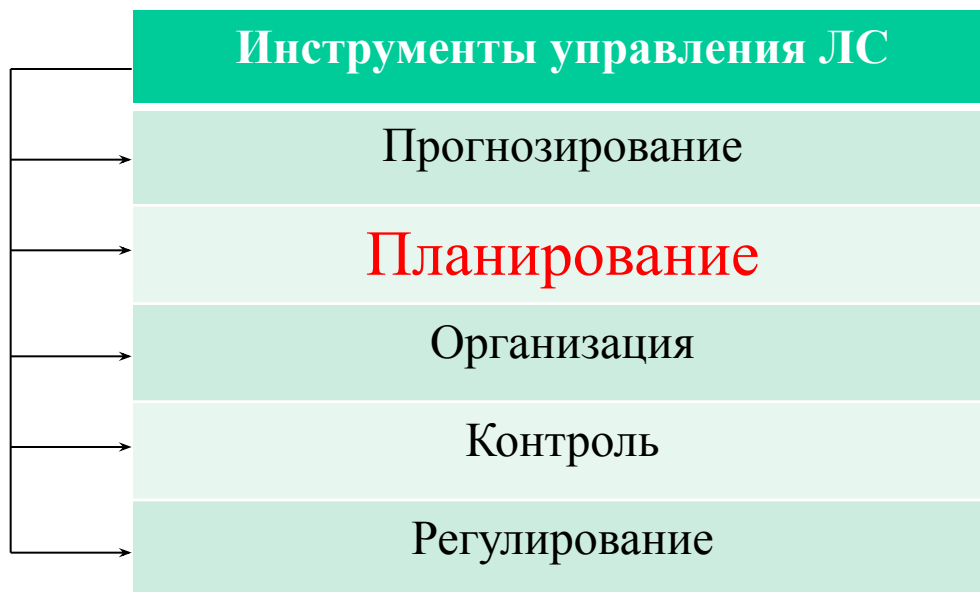 Инструменты управления ЛС
Прогнозирование
Планирование
Организация
Контроль
Регулирование